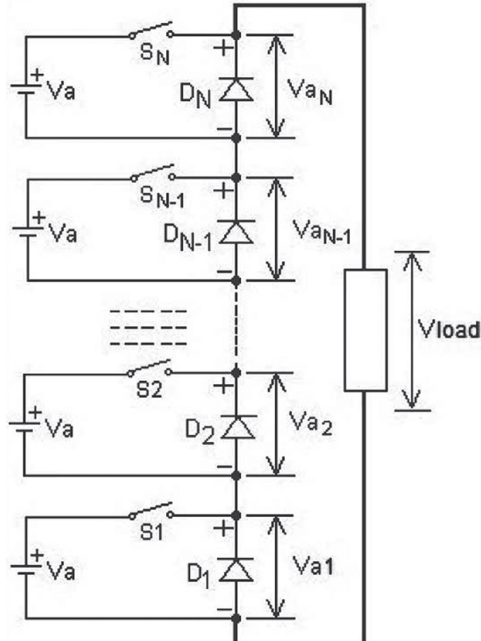 S_N
+
+ Va
D_N
Va_N
−
S_N-1
+
+ Va
D_N-1
Va_N-1
−
Vload
S2
+
+ Va
D_2
Va_2
−
S1
+
+ Va
D_1
Va1
−